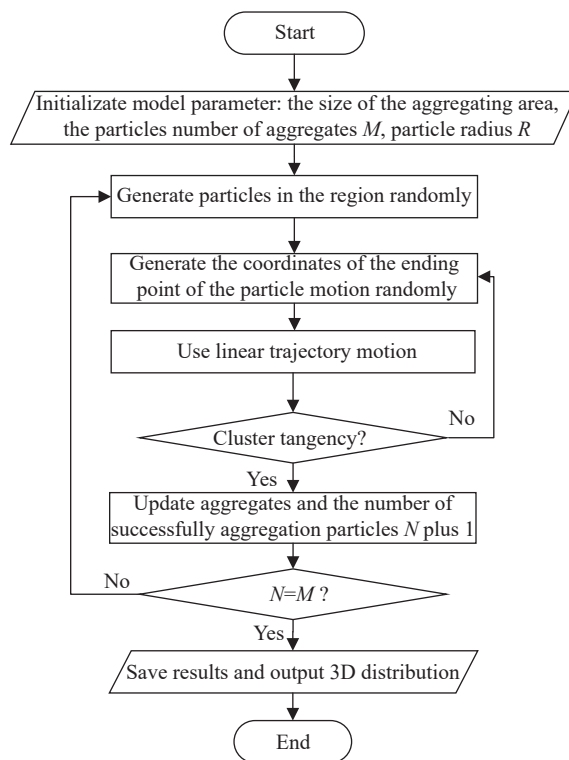 Start
Initializate model parameter: the size of the aggregating area,
the particles number of aggregates M, particle radius R
Generate particles in the region randomly
Generate the coordinates of the ending
point of the particle motion randomly
Use linear trajectory motion
No
Cluster tangency?
Yes
Update aggregates and the number of
successfully aggregation particles N plus 1
No
N=M ?
Yes
Save results and output 3D distribution
End